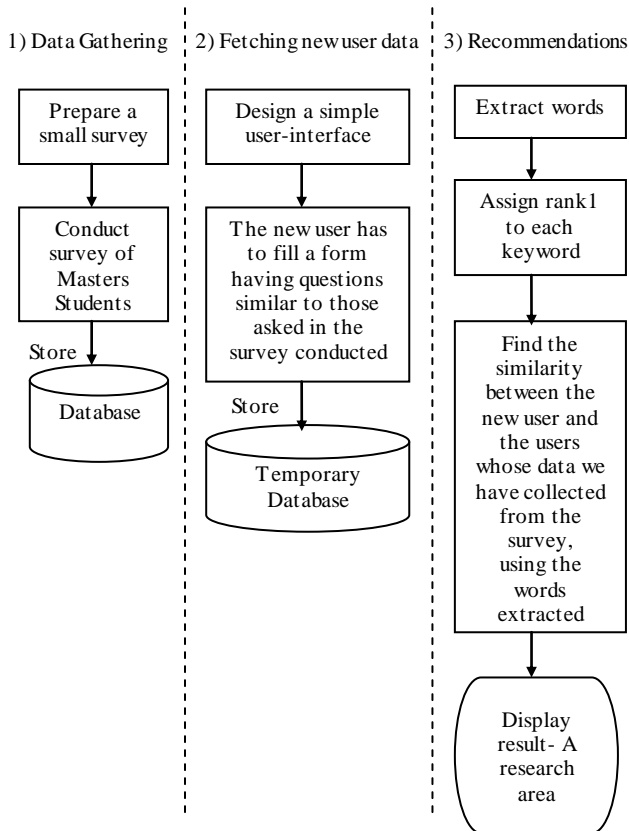 1) Data Gathering
Prepare a
small survey
Conduct
survey of
Masters
Students
Store
Database
2) Fetching new user data
Design a simple
user-interface
The new user has
to fill a form
having questions
similar to those
asked in the
survey conducted
Store
Temporary
Database
3) Recommendations
Extract words
Assign rank1
to each
keyword
Find the
similarity
between the
new user and
the users
whose data we
have collected
from the
survey,
using the
words
extracted
Display
result- A
research
area